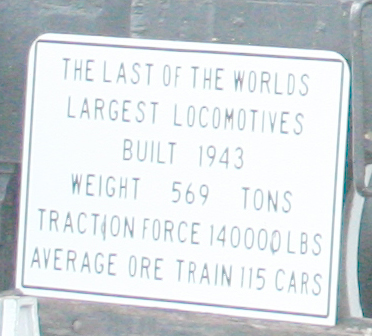 THE LAST OF THE WORLDS
LARGEST LOCOMOTIVES
BUILT 1943
WEIGHT 569 TONS
TRACTION FORCE 140000 LBS
AVERAGE ORE TRAIN 115 CARS